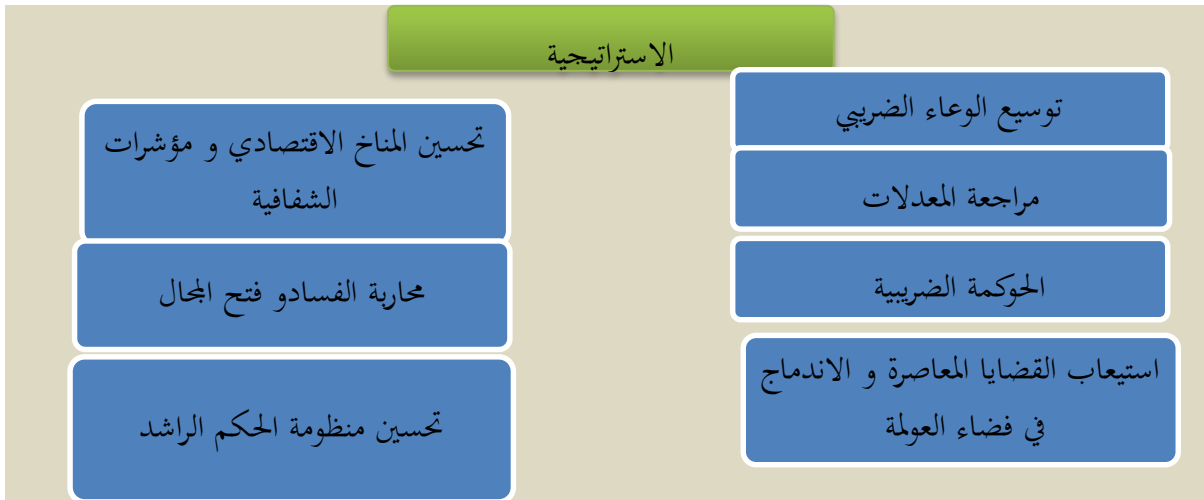 الاستراتيجية
توسيع الوعاء الضريبي
مراجعة المعدلات
الحوكمة الضريبية
استيعاب القضايا المعاصرة و الاندماج
في فضاء العولمة
تحسين المناخ الاقتصادي و مؤشرات
الشفافية
محاربة الفسادو فتح المجال
تحسين منظومة الحكم الراشد